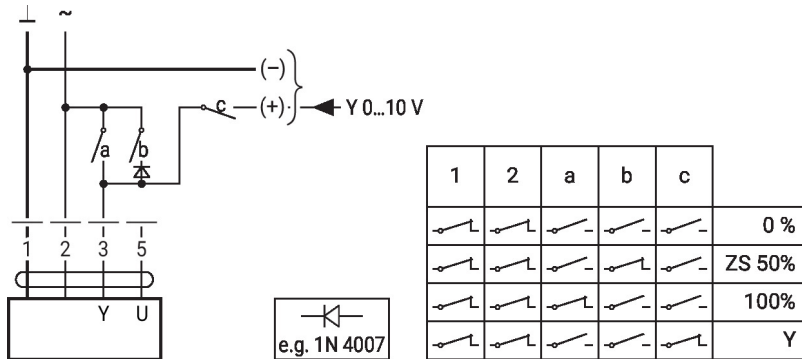 ⊥ ~
(–)
c (+) Y 0...10 V
a b
1 2 3 5
Y U
e.g. 1N 4007
1 2 a b c
0 %
ZS 50%
100%
Y